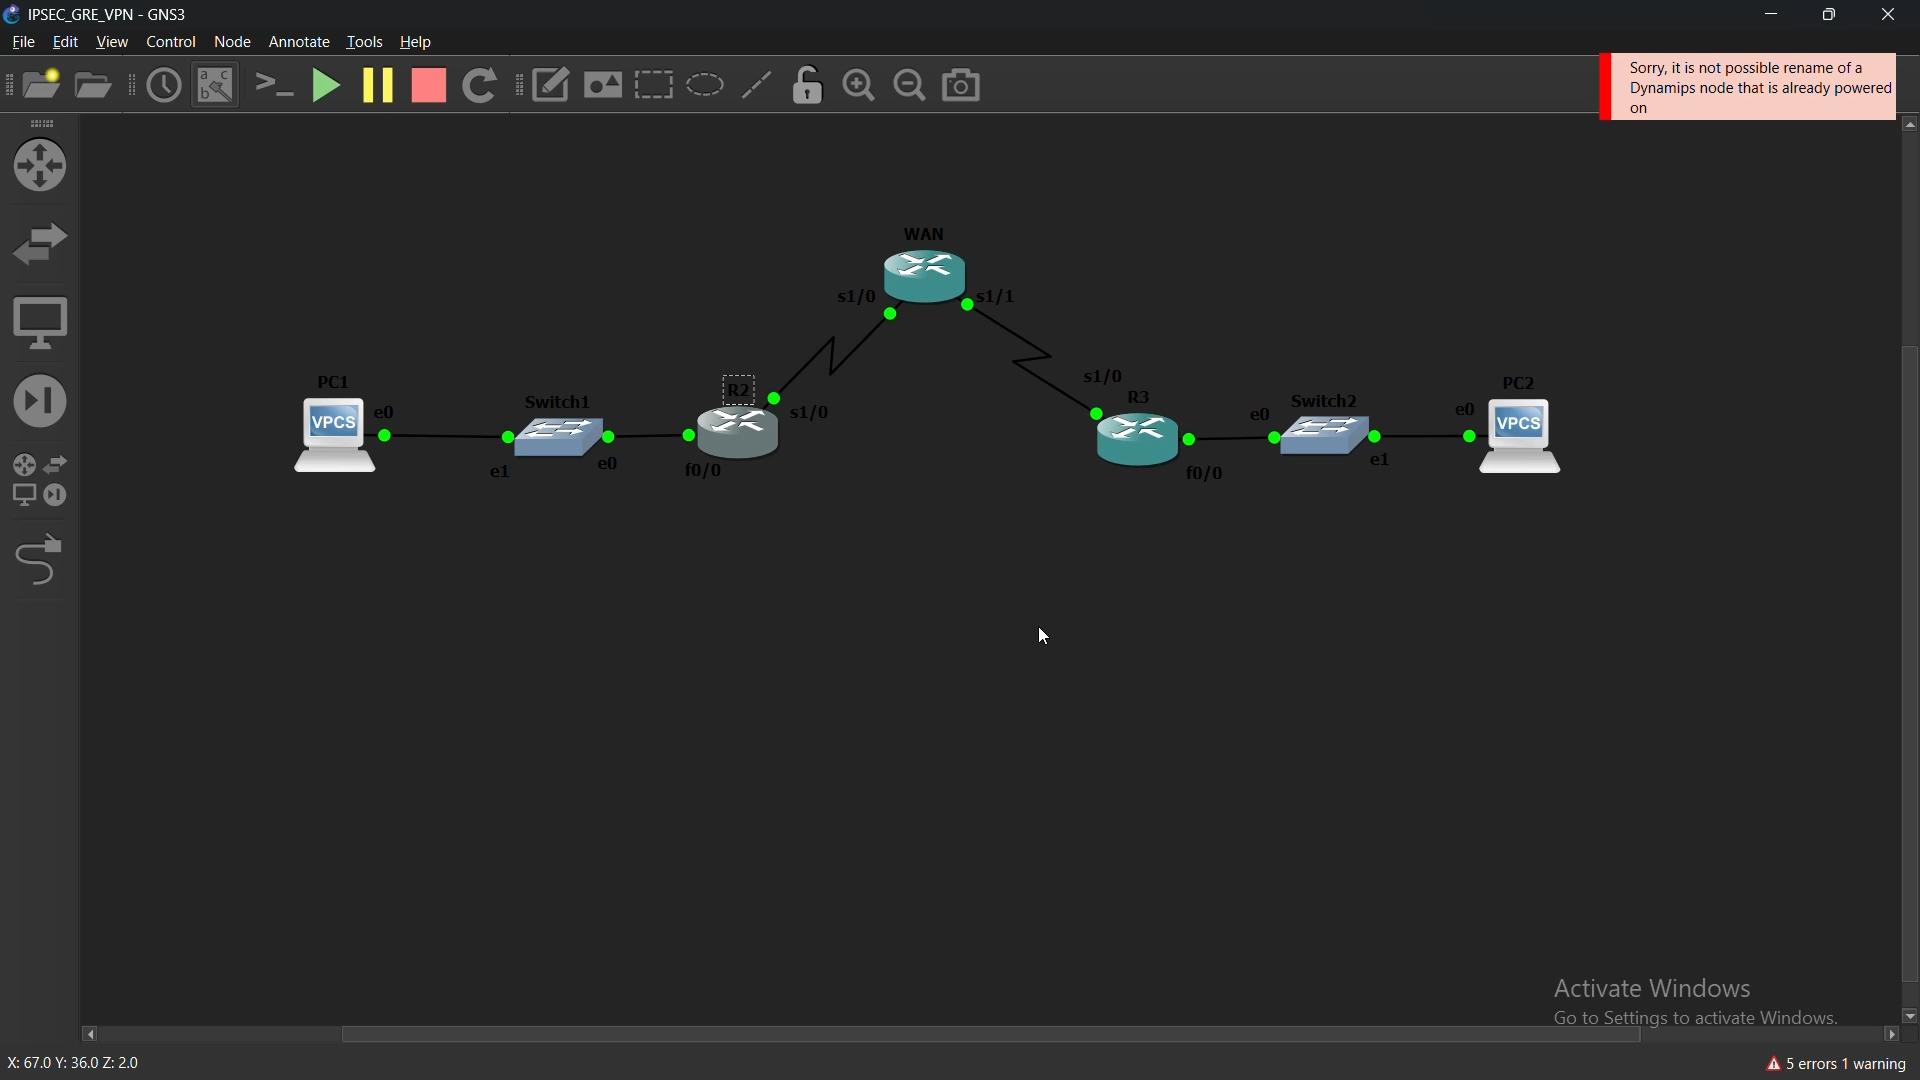 IPSEC_GRE_VPN - GNS3
File Edit View Control Node Annotate Tools Help
a c
b
Sorry, it is not possible rename of a
Dynamips node that is already powered
on
WAN
s1/0 s1/1
s1/0
PC1 R2 R3 PC2
VPCS e0 Switch1 s1/0 e0 Switch2 e0 VPCS
e1 e0 f0/0 f0/0 e1
Activate Windows
Go to Settings to activate Windows.
X: 67.0 Y: 36.0 Z: 2.0
5 errors 1 warning